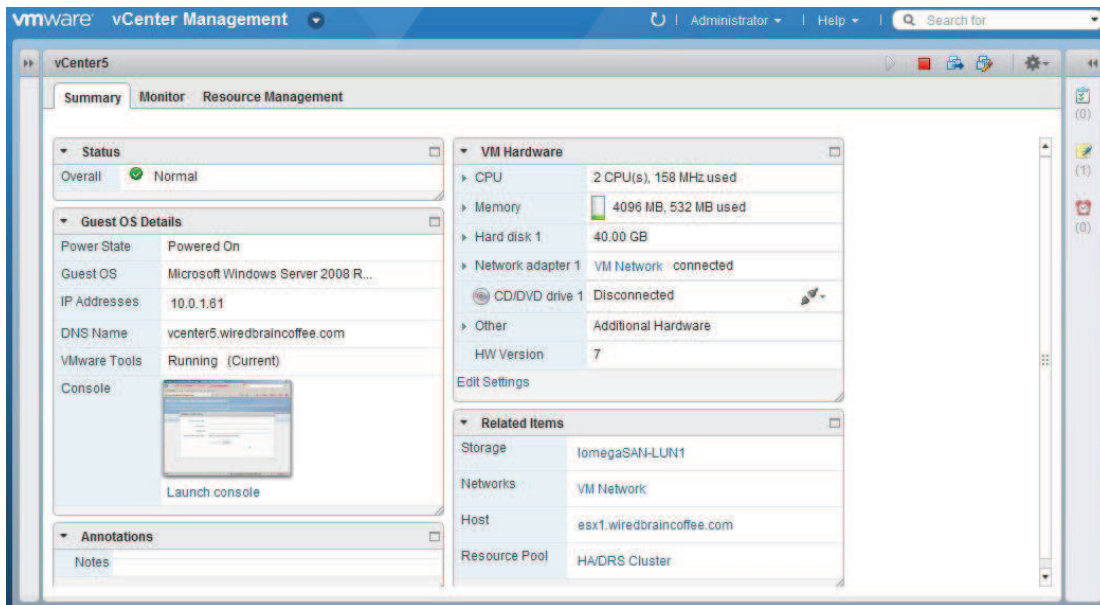 vmware vCenter Management
Administrator
Help
Search for
vCenter5
Summary Monitor Resource Management
Status
Overall Normal
Guest OS Details
Power State Powered On
Guest OS Microsoft Windows Server 2008 R...
IP Addresses 10.0.1.61
DNS Name vcenter5.wiredbraincoffee.com
VMware Tools Running (Current)
Console
Launch console
Annotations
Notes
VM Hardware
CPU 2 CPU(s), 158 MHz used
Memory 4096 MB, 532 MB used
Hard disk 1 40.00 GB
Network adapter 1 VM Network connected
CD/DVD drive 1 Disconnected
Other Additional Hardware
HW Version 7
Edit Settings
Related Items
Storage IomegaSAN-LUN1
Networks VM Network
Host esx1.wiredbraincoffee.com
Resource Pool HA/DRS Cluster
(0)
(1)
(0)